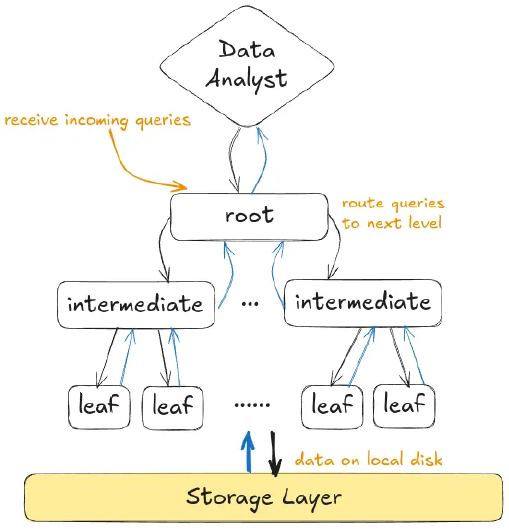 Data
Analyst
receive incoming queries
root
route queries
to next level
intermediate
...
intermediate
leaf
leaf
......
leaf
leaf
data on local disk
Storage Layer